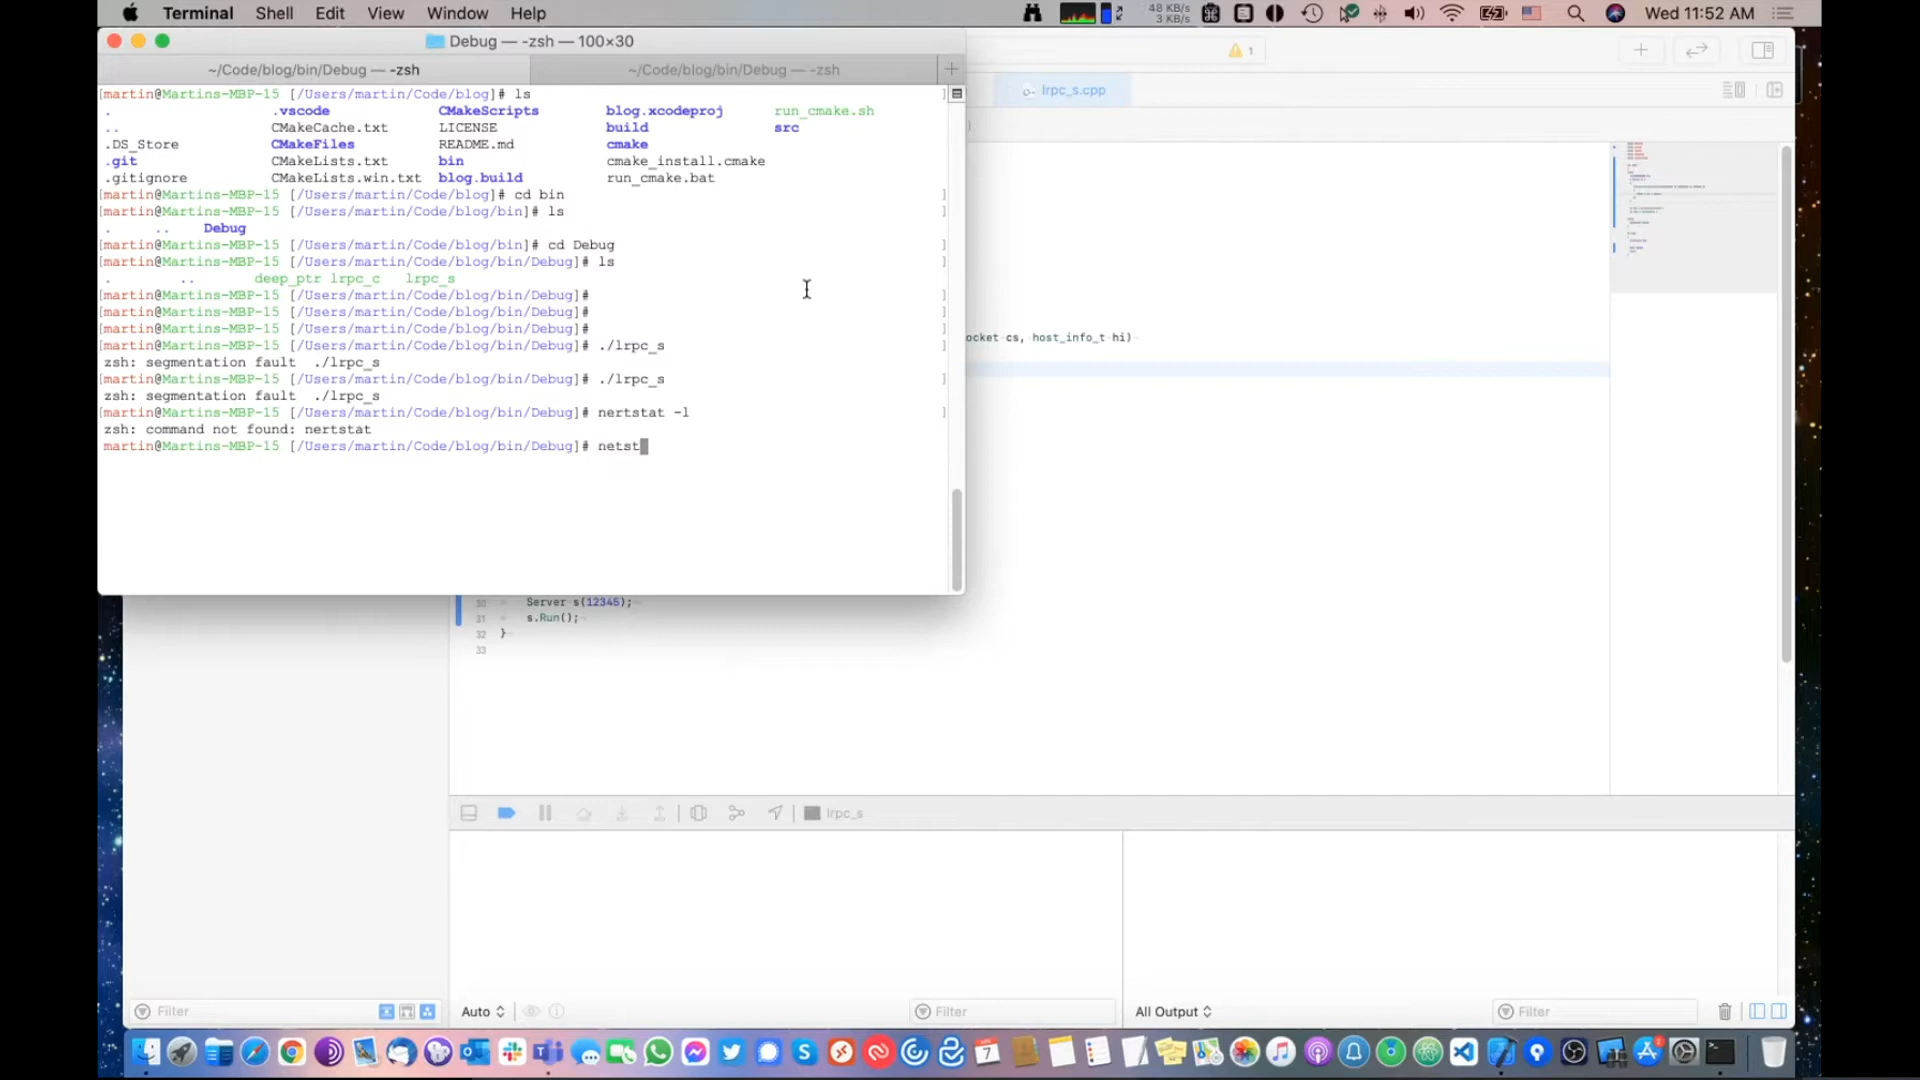 Terminal Shell Edit View Window Help 48 KB/s 3 KB/s Wed 11:52 AM
Debug — -zsh — 100×30
~/Code/blog/bin/Debug — -zsh ~/Code/blog/bin/Debug — -zsh
1
lrpc_s.cpp
[martin@Martins-MBP-15 [/Users/martin/Code/blog]# ls ]
. .vscode CMakeScripts blog.xcodeproj run_cmake.sh
.. CMakeCache.txt LICENSE build src
.DS_Store CMakeFiles README.md cmake
.git CMakeLists.txt bin cmake_install.cmake
.gitignore CMakeLists.win.txt blog.build run_cmake.bat
[martin@Martins-MBP-15 [/Users/martin/Code/blog]# cd bin ]
[martin@Martins-MBP-15 [/Users/martin/Code/blog/bin]# ls ]
. .. Debug
[martin@Martins-MBP-15 [/Users/martin/Code/blog/bin]# cd Debug ]
[martin@Martins-MBP-15 [/Users/martin/Code/blog/bin/Debug]# ls ]
. .. deep_ptr lrpc_c lrpc_s
[martin@Martins-MBP-15 [/Users/martin/Code/blog/bin/Debug]# ]
[martin@Martins-MBP-15 [/Users/martin/Code/blog/bin/Debug]# ]
[martin@Martins-MBP-15 [/Users/martin/Code/blog/bin/Debug]# ]
[martin@Martins-MBP-15 [/Users/martin/Code/blog/bin/Debug]# ./lrpc_s ]
zsh: segmentation fault ./lrpc_s
[martin@Martins-MBP-15 [/Users/martin/Code/blog/bin/Debug]# ./lrpc_s ]
zsh: segmentation fault ./lrpc_s
[martin@Martins-MBP-15 [/Users/martin/Code/blog/bin/Debug]# nertstat -l ]
zsh: command not found: nertstat
martin@Martins-MBP-15 [/Users/martin/Code/blog/bin/Debug]# netst
ocket cs, host_info_t hi)
30 Server s(12345);
31 s.Run();
32 }
33
lrpc_s
Filter Auto Filter All Output Filter
7